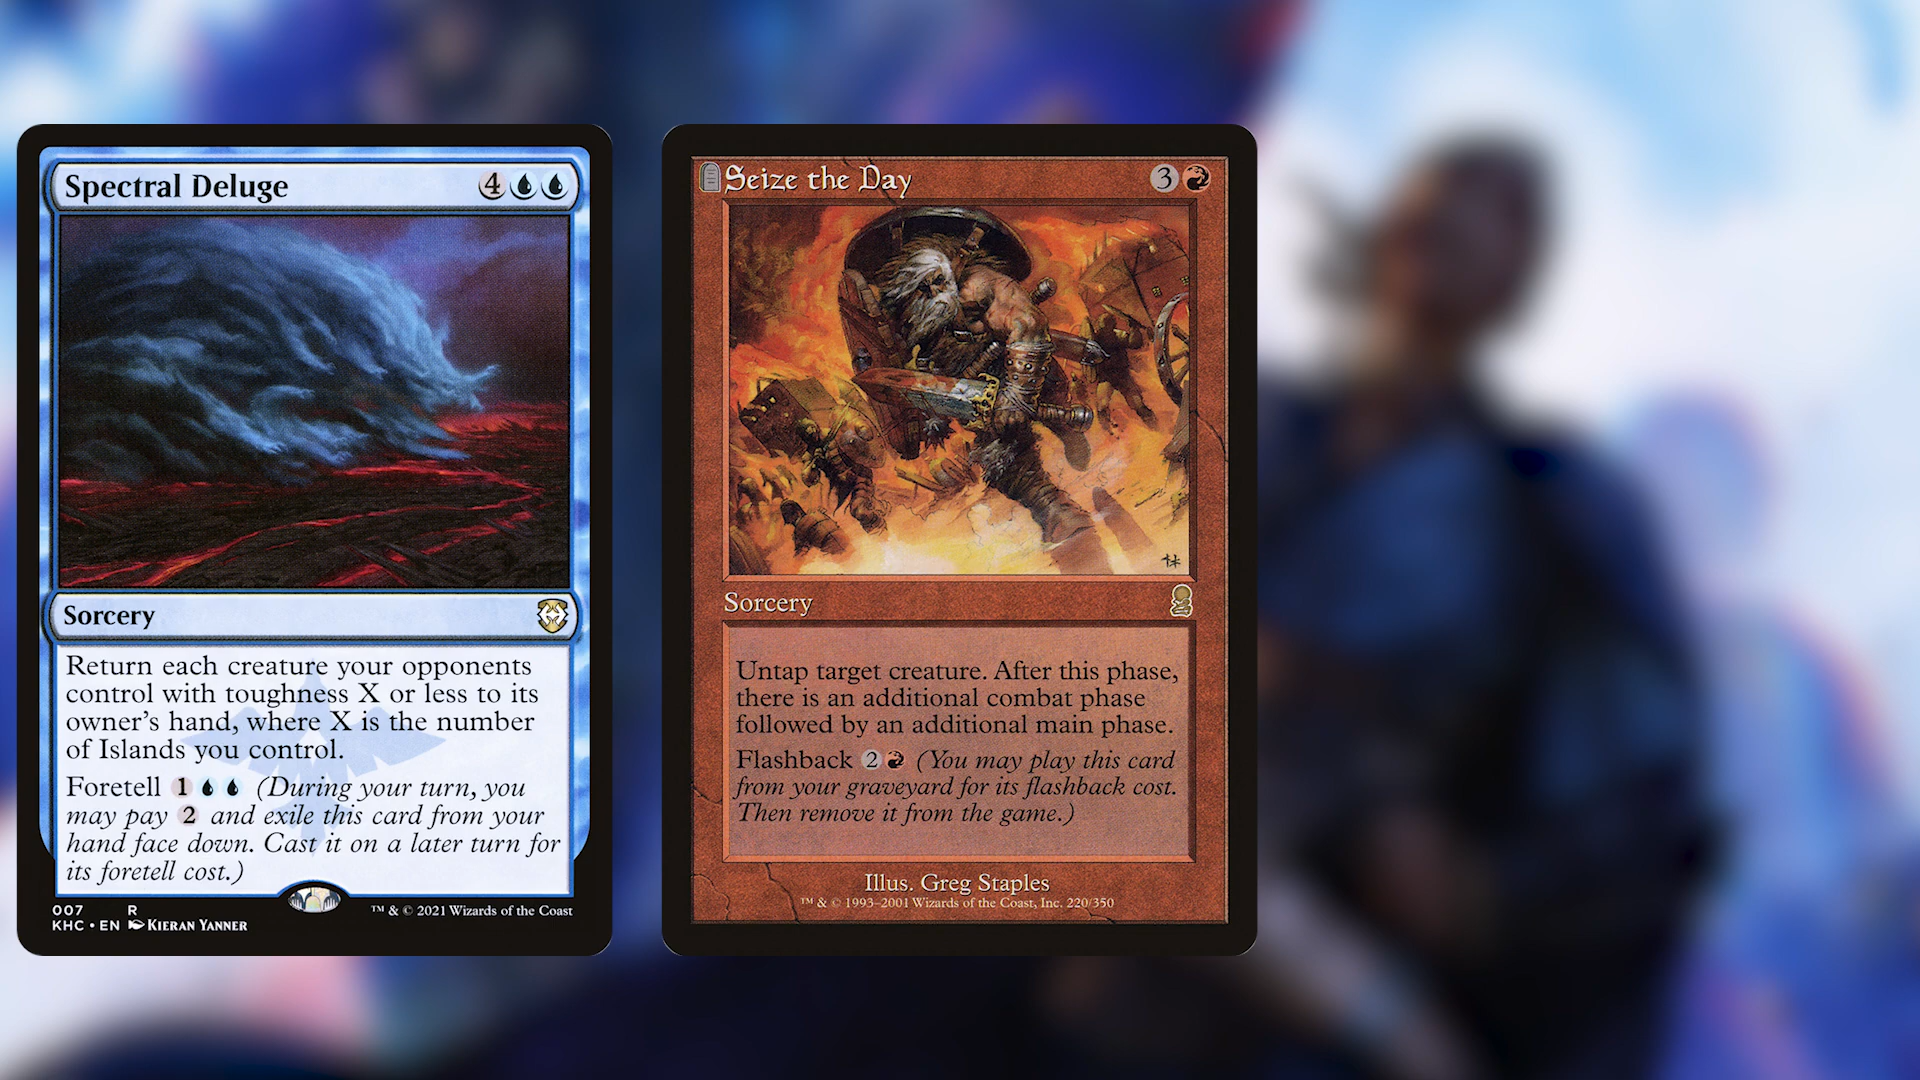 Spectral Deluge 4
Sorcery
Return each creature your opponents
control with toughness X or less to its
owner's hand, where X is the number
of Islands you control.
Foretell 1 (During your turn, you
may pay 2 and exile this card from your
hand face down. Cast it on a later turn for
its foretell cost.)
007 R
KHC • EN KIERAN YANNER
™ & © 2021 Wizards of the Coast
Seize the Day 3
Sorcery
Untap target creature. After this phase,
there is an additional combat phase
followed by an additional main phase.
Flashback 2 (You may play this card
from your graveyard for its flashback cost.
Then remove it from the game.)
Illus. Greg Staples
™ & © 1993–2001 Wizards of the Coast, Inc. 220/350